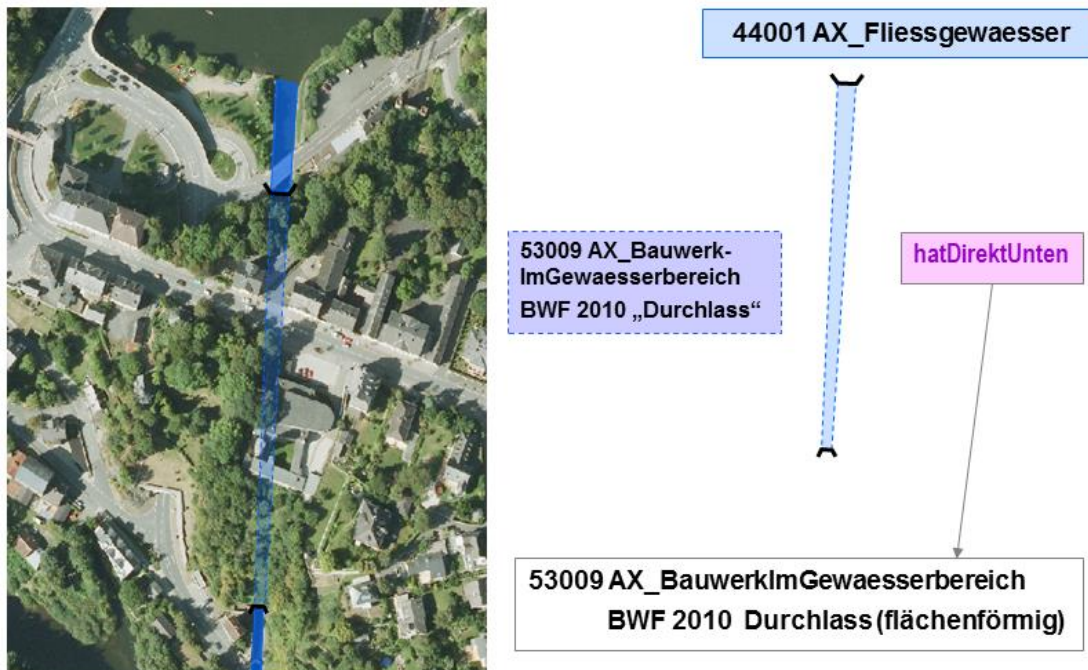 44001 AX_Fliessgewaesser
53009 AX_Bauwerk-
ImGewaesserbereich
BWF 2010 „Durchlass“
hatDirektUnten
53009 AX_BauwerkImGewaesserbereich
BWF 2010 Durchlass (flächenförmig)